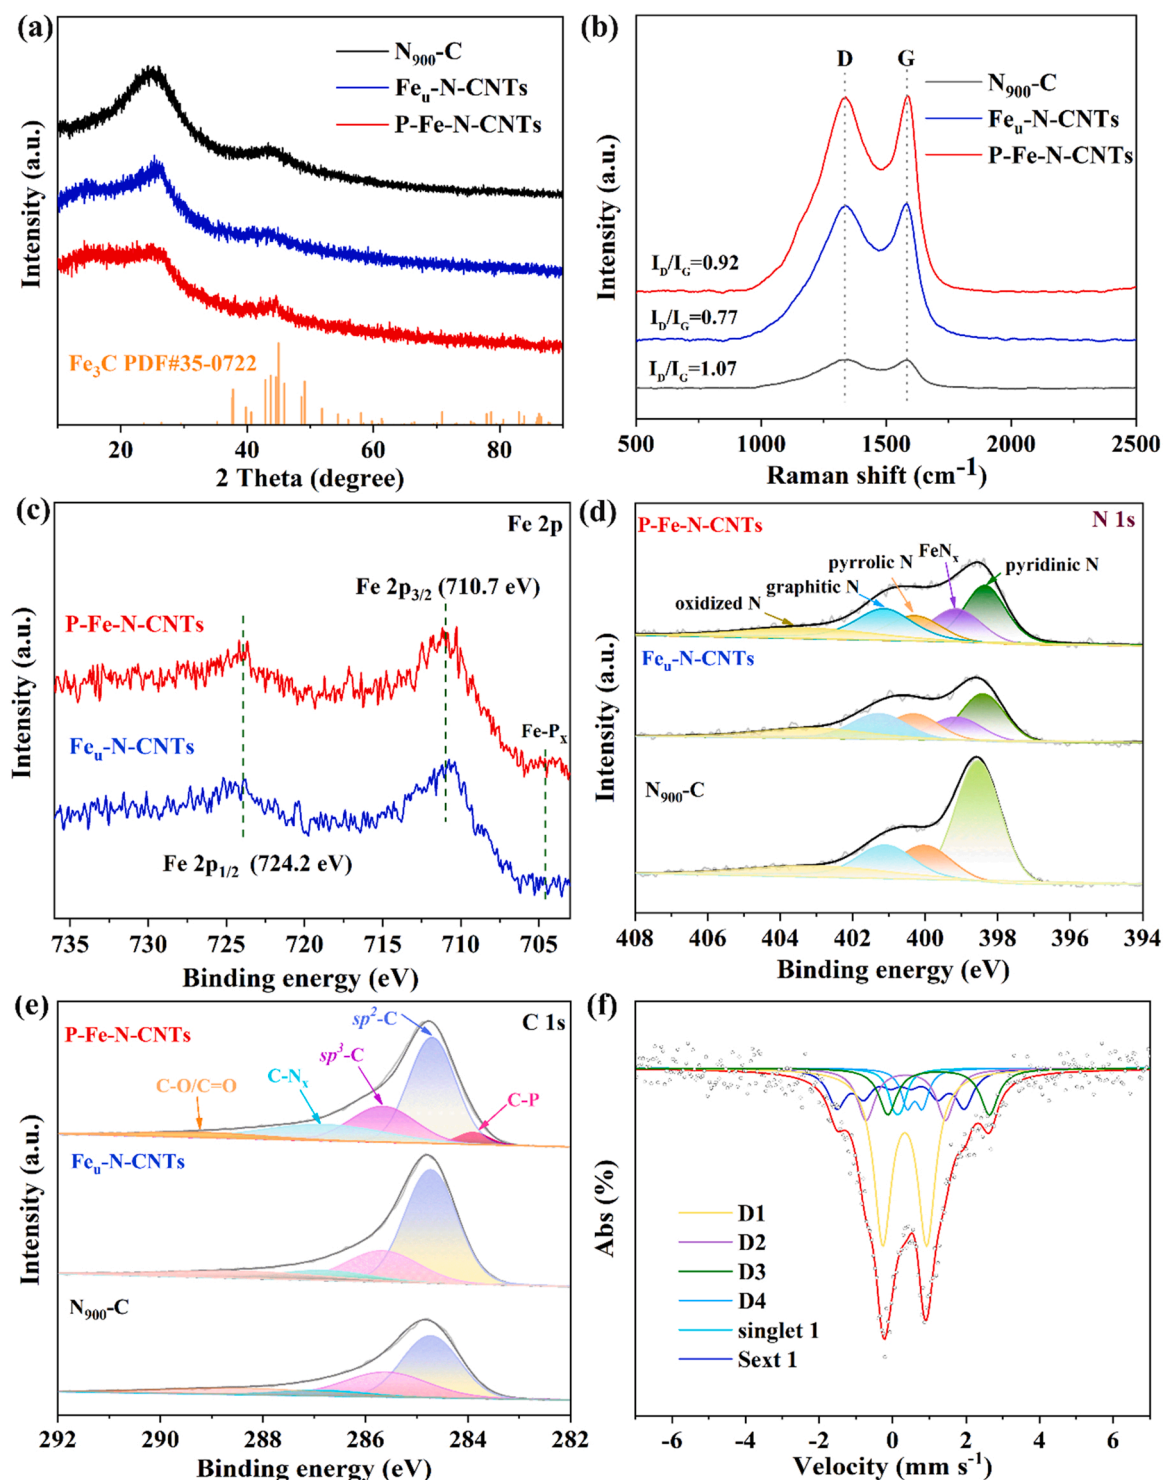 (a)
N900-C
Feu-N-CNTs
P-Fe-N-CNTs
Fe3C PDF#35-0722
Intensity (a.u.)
20 40 60 80
2 Theta (degree)
(b)
D G
N900-C
Feu-N-CNTs
P-Fe-N-CNTs
ID/IG=0.92
ID/IG=0.77
ID/IG=1.07
Intensity (a.u.)
500 1000 1500 2000 2500
Raman shift (cm-1)
(c)
Fe 2p
Fe 2p3/2 (710.7 eV)
P-Fe-N-CNTs
Fe-Px
Feu-N-CNTs
Fe 2p1/2 (724.2 eV)
Intensity (a.u.)
735 730 725 720 715 710 705
Binding energy (eV)
(d)
P-Fe-N-CNTs
N 1s
FeNx
pyrrolic N
pyridinic N
graphitic N
oxidized N
Feu-N-CNTs
N900-C
Intensity (a.u.)
408 406 404 402 400 398 396 394
Binding energy (eV)
(e)
C 1s
P-Fe-N-CNTs
sp2-C
sp3-C
C-Nx
C-O/C=O
C-P
Feu-N-CNTs
N900-C
Intensity (a.u.)
292 290 288 286 284 282
Binding energy (eV)
(f)
D1
D2
D3
D4
singlet 1
Sext 1
Abs (%)
-6 -4 -2 0 2 4 6
Velocity (mm s-1)